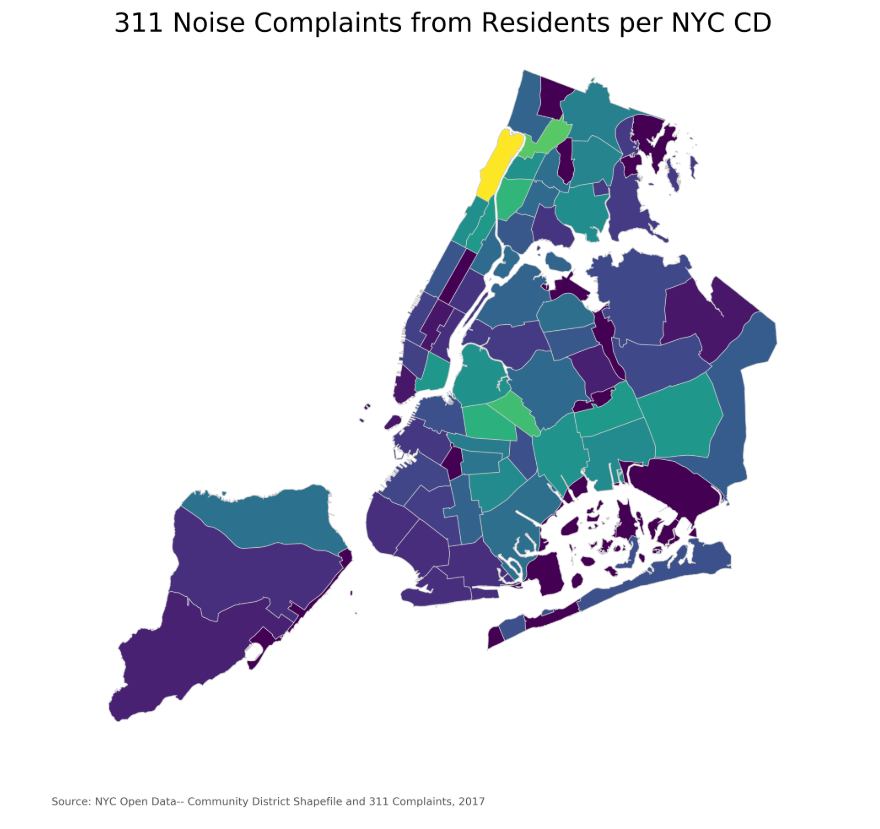 311 Noise Complaints from Residents per NYC CD
Source: NYC Open Data-- Community District Shapefile and 311 Complaints, 2017